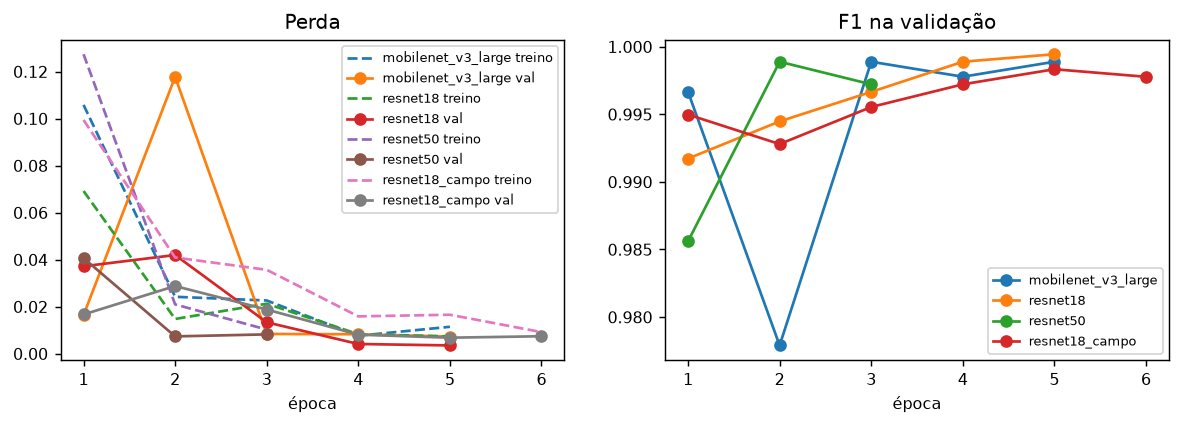 Perda
0.12
0.10
0.08
0.06
0.04
0.02
0.00
1 2 3 4 5 6
época
mobilenet_v3_large treino
mobilenet_v3_large val
resnet18 treino
resnet18 val
resnet50 treino
resnet50 val
resnet18_campo treino
resnet18_campo val
F1 na validação
1.000
0.995
0.990
0.985
0.980
1 2 3 4 5 6
época
mobilenet_v3_large
resnet18
resnet50
resnet18_campo